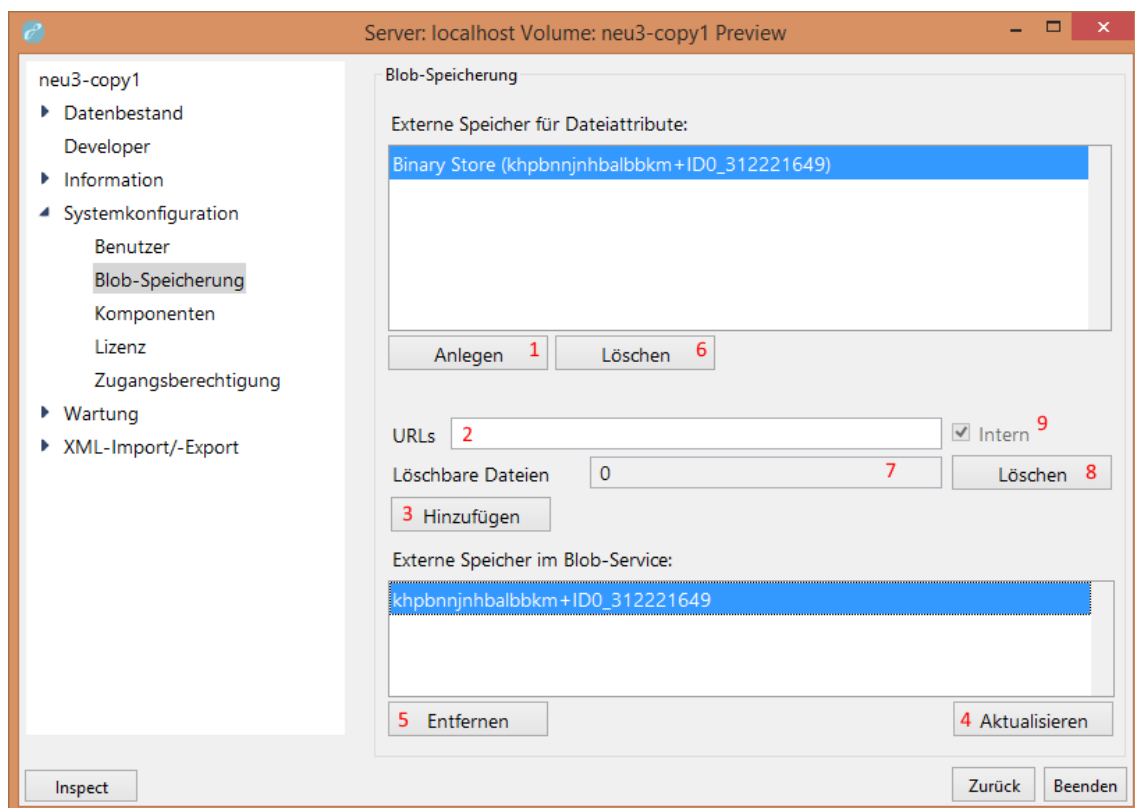 Server: localhost Volume: neu3-copy1 Preview
neu3-copy1
Datenbestand
Developer
Information
Systemkonfiguration
Benutzer
Blob-Speicherung
Komponenten
Lizenz
Zugangsberechtigung
Wartung
XML-Import/-Export
Blob-Speicherung
Externe Speicher für Dateiattribute:
Binary Store (khpbnnjnhbalbbkm+ID0_312221649)
Anlegen 1 Löschen 6
URLs 2 Intern 9
Löschbare Dateien 0 7 Löschen 8
3 Hinzufügen
Externe Speicher im Blob-Service:
khpbnnjnhbalbbkm+ID0_312221649
5 Entfernen 4 Aktualisieren
Inspect Zurück Beenden